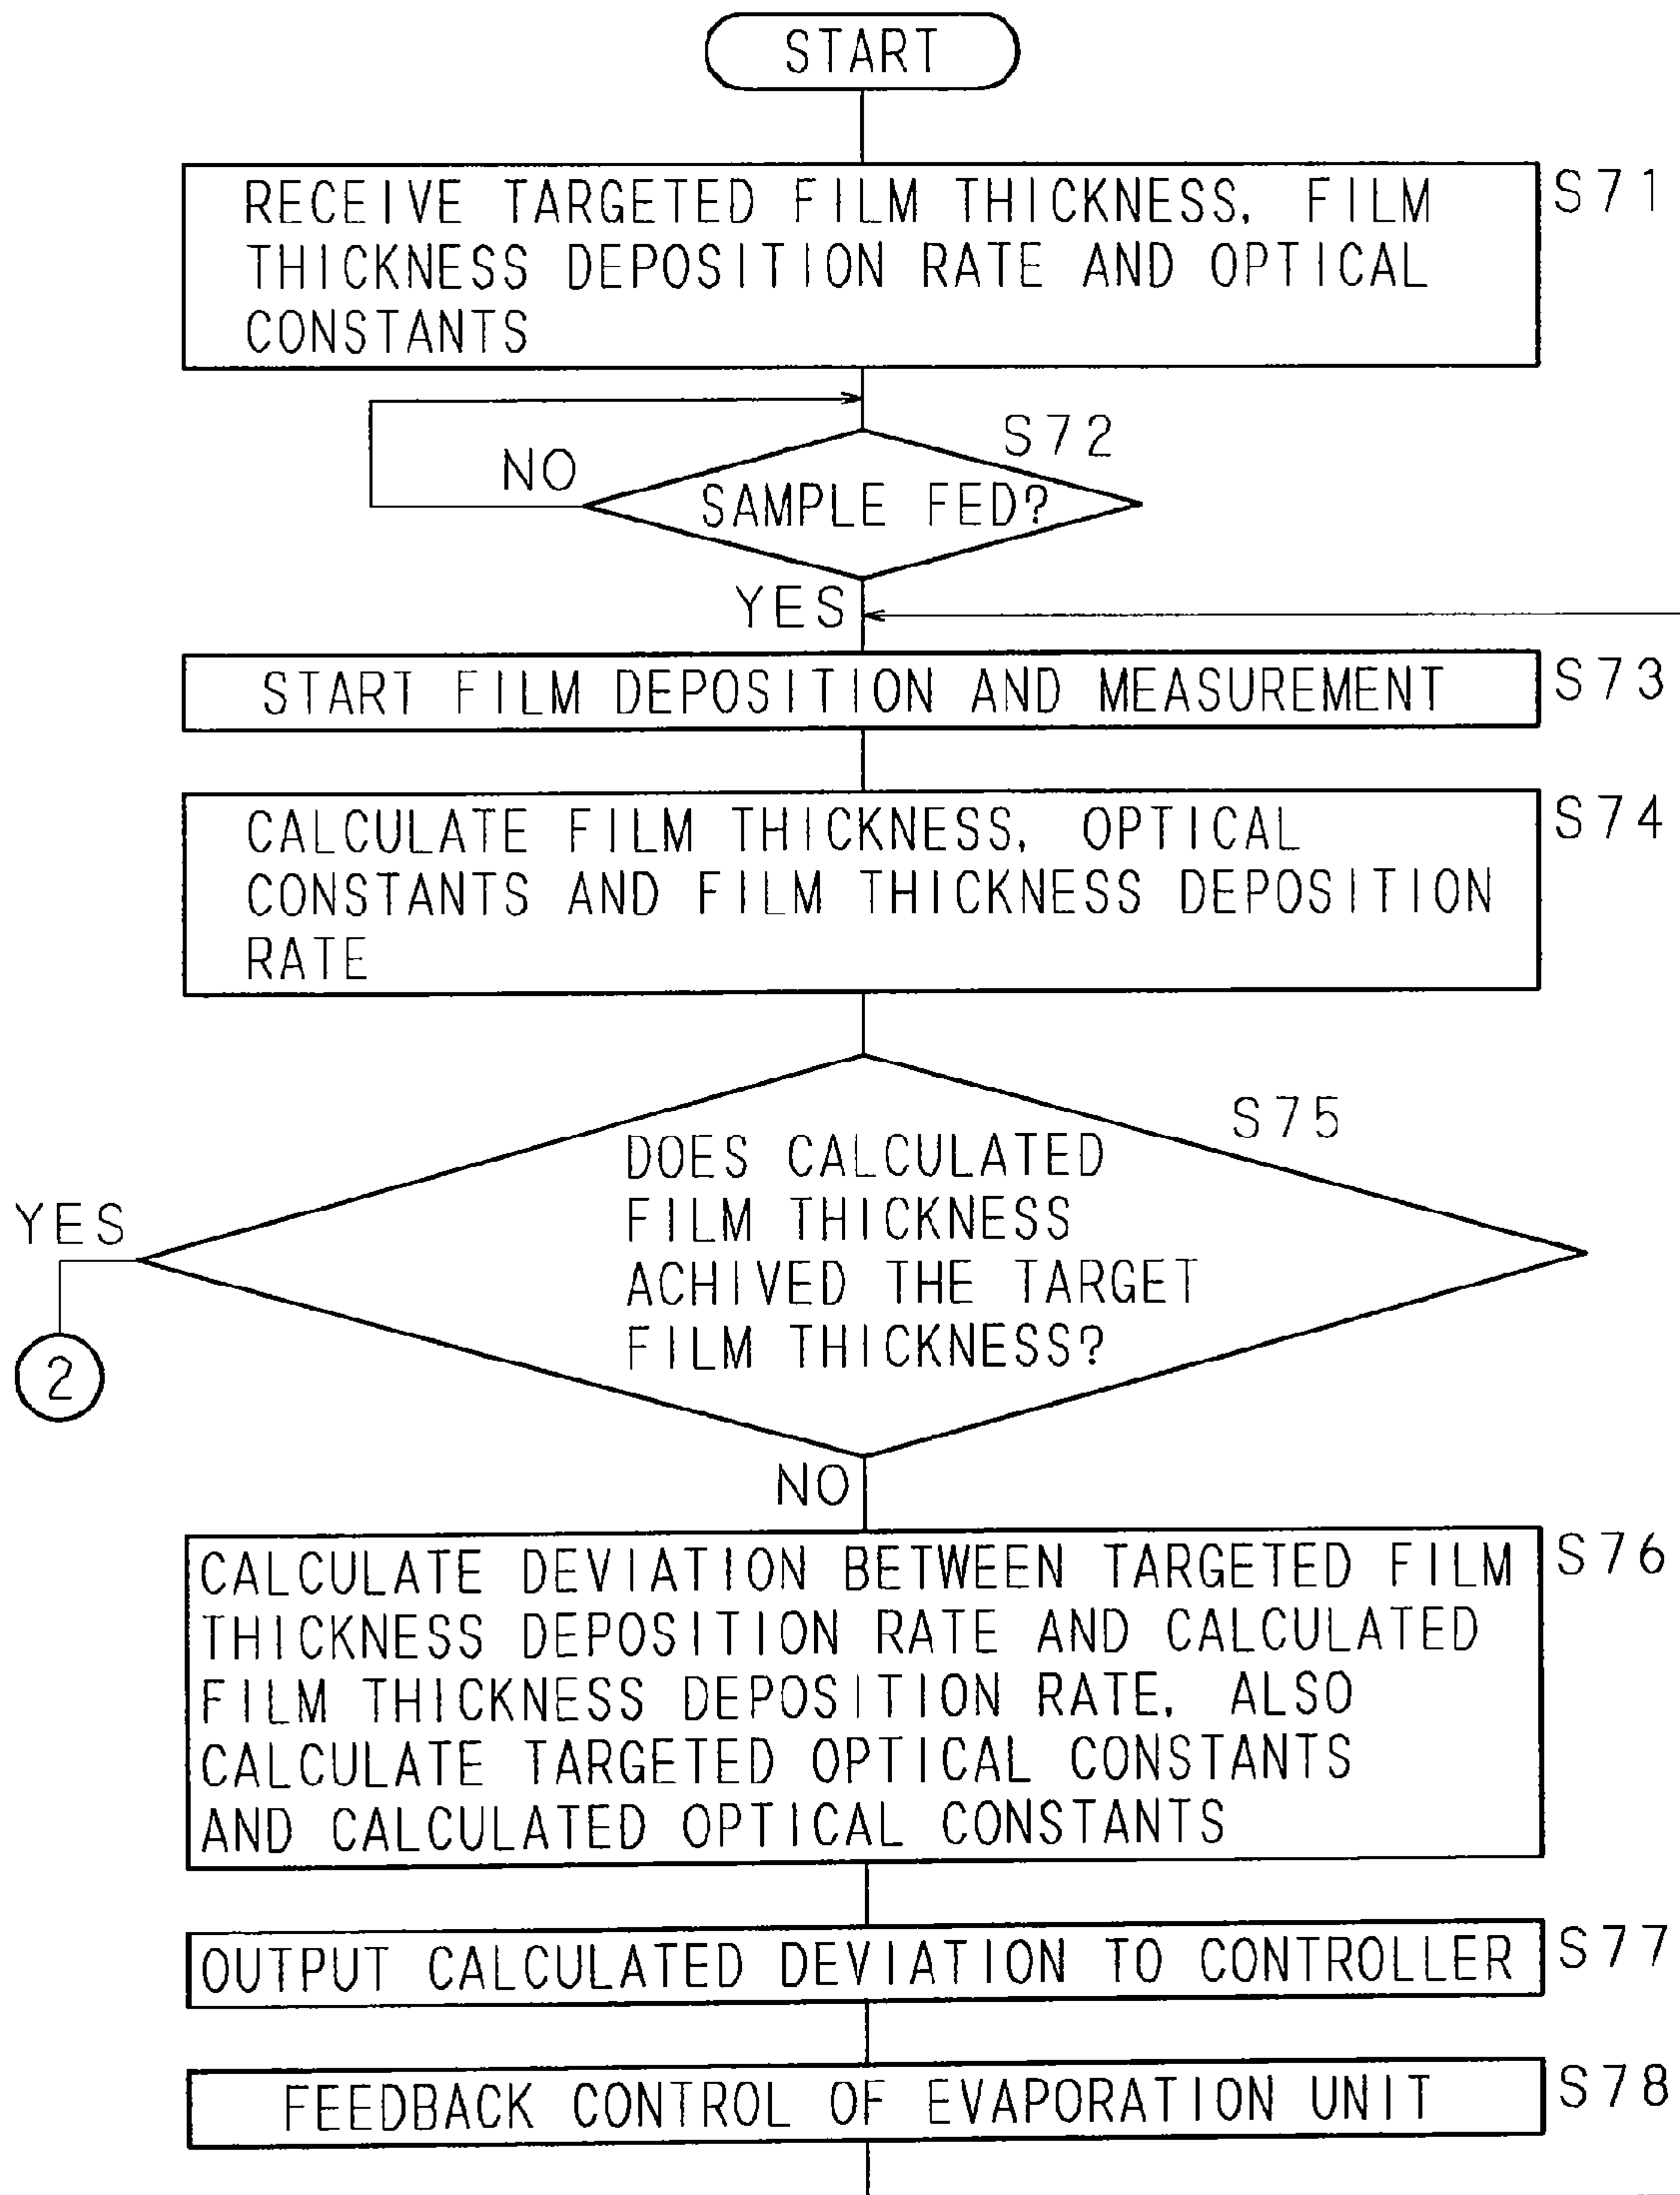 START
RECEIVE TARGETED FILM THICKNESS, FILM
THICKNESS DEPOSITION RATE AND OPTICAL
CONSTANTS
S71
S72
NO
SAMPLE FED?
YES
START FILM DEPOSITION AND MEASUREMENT
S73
CALCULATE FILM THICKNESS, OPTICAL
CONSTANTS AND FILM THICKNESS DEPOSITION
RATE
S74
S75
DOES CALCULATED
FILM THICKNESS
ACHIVED THE TARGET
FILM THICKNESS?
YES
2
NO
CALCULATE DEVIATION BETWEEN TARGETED FILM
THICKNESS DEPOSITION RATE AND CALCULATED
FILM THICKNESS DEPOSITION RATE, ALSO
CALCULATE TARGETED OPTICAL CONSTANTS
AND CALCULATED OPTICAL CONSTANTS
S76
OUTPUT CALCULATED DEVIATION TO CONTROLLER
S77
FEEDBACK CONTROL OF EVAPORATION UNIT
S78